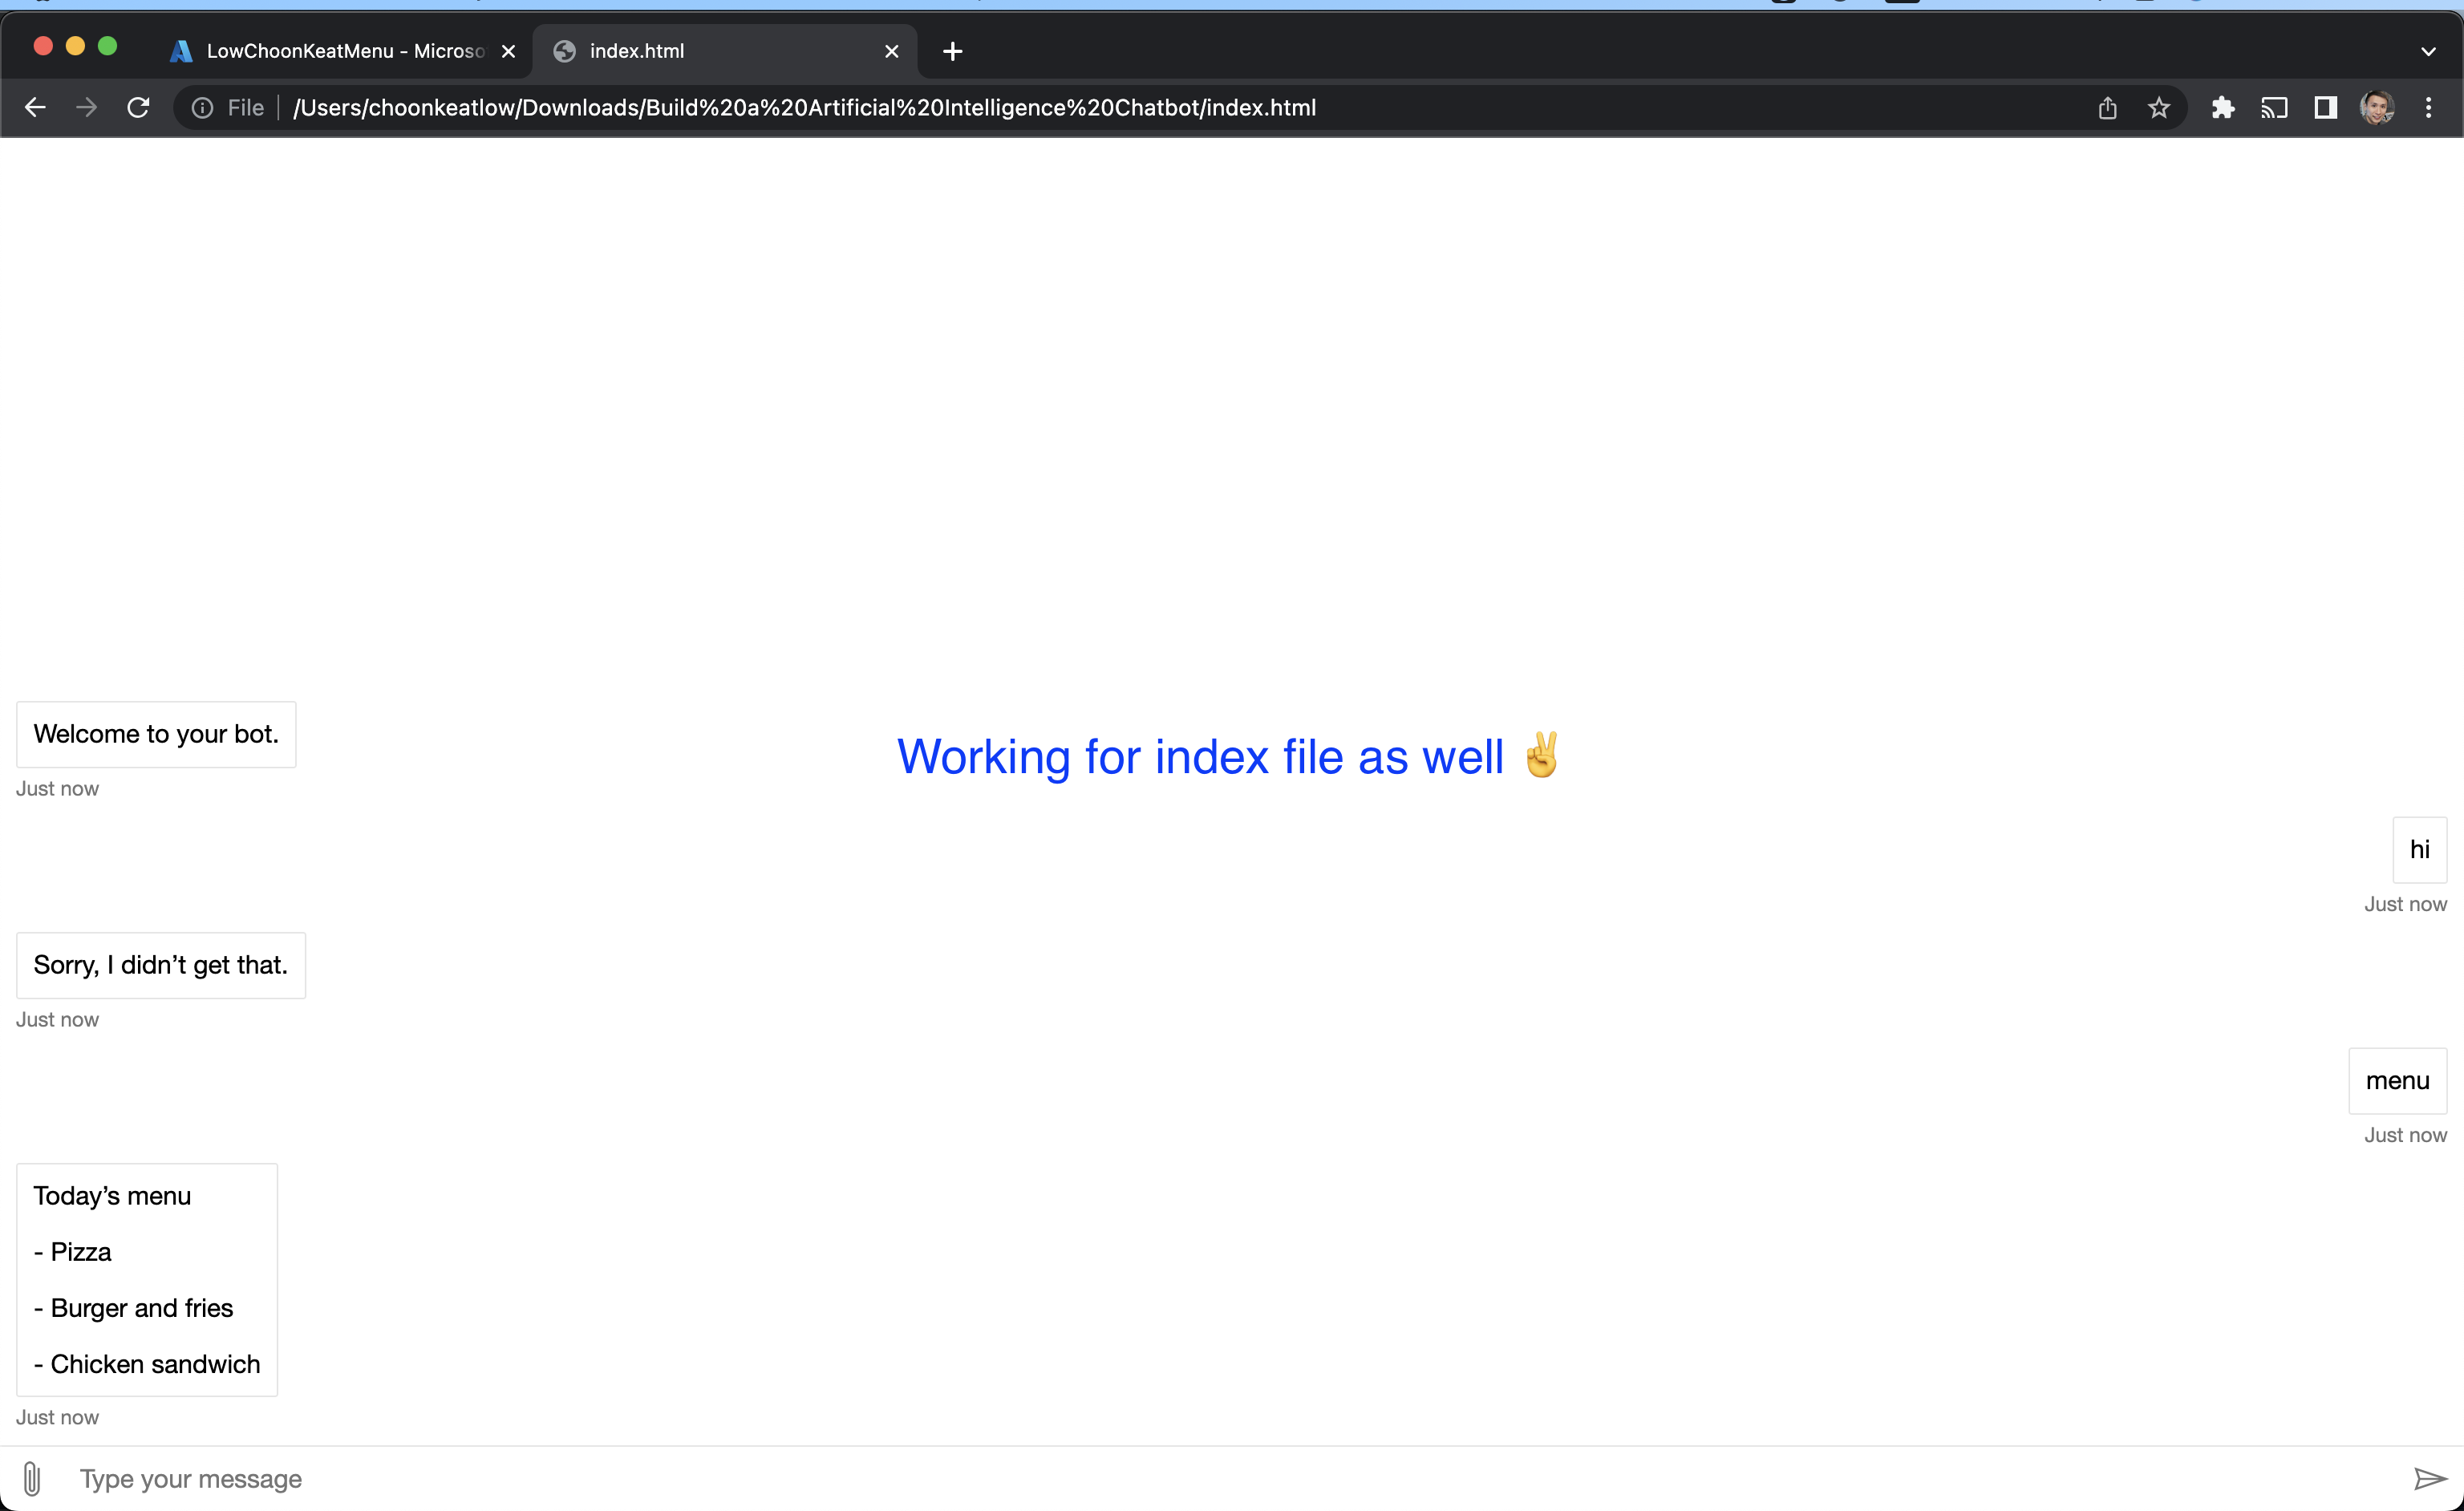 LowChoonKeatMenu - Microso
index.html
File
/Users/choonkeatlow/Downloads/Build%20a%20Artificial%20Intelligence%20Chatbot/index.html
Welcome to your bot.
Just now
Working for index file as well ✌️
hi
Just now
Sorry, I didn’t get that.
Just now
menu
Just now
Today’s menu
- Pizza
- Burger and fries
- Chicken sandwich
Just now
Type your message